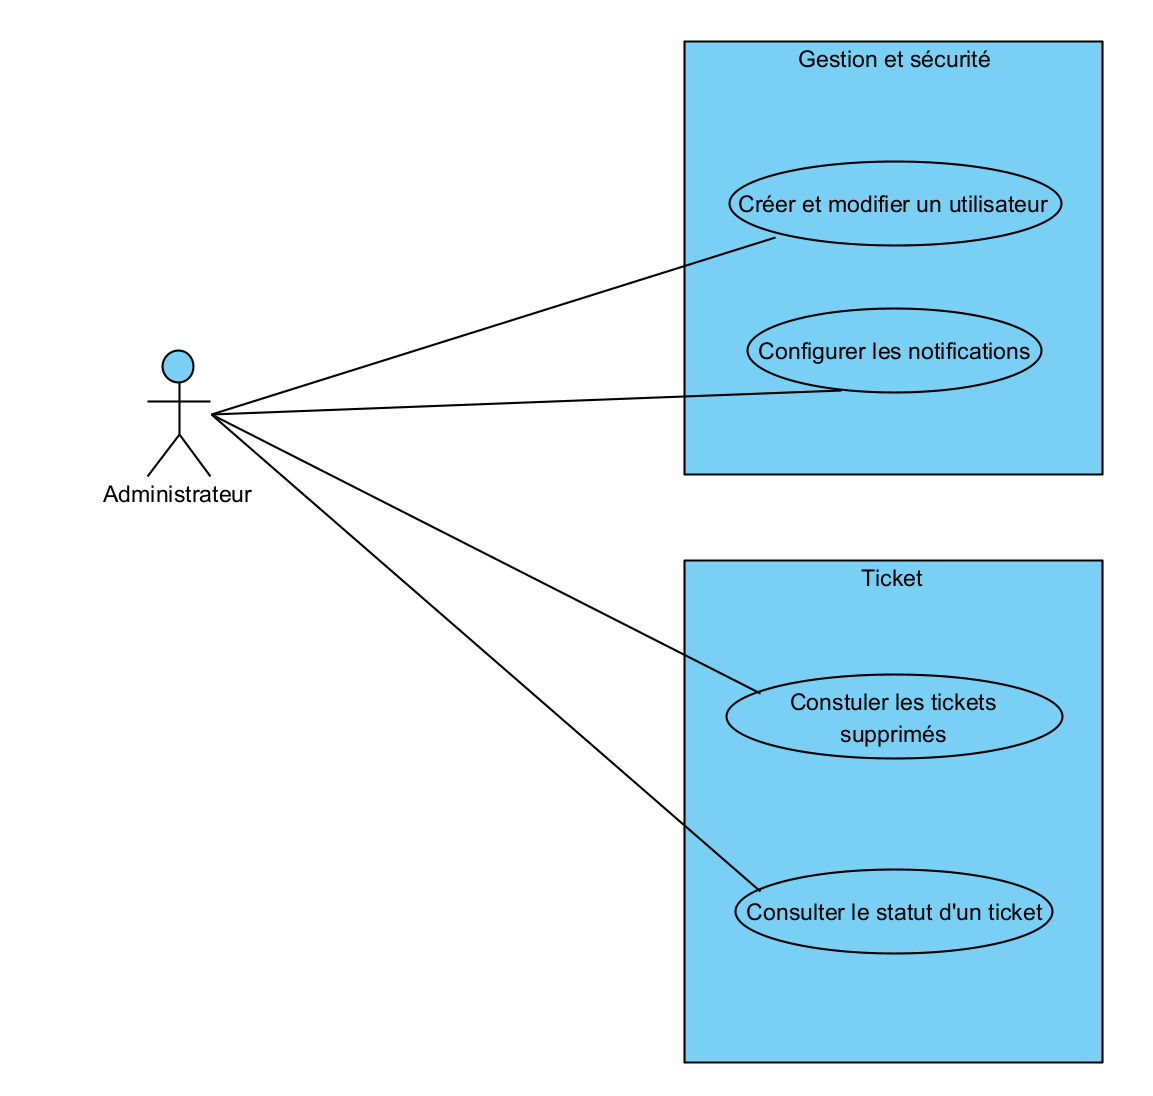 Gestion et sécurité
Créer et modifier un utilisateur
Configurer les notifications
Administrateur
Ticket
Constuler les tickets
supprimés
Consulter le statut d'un ticket